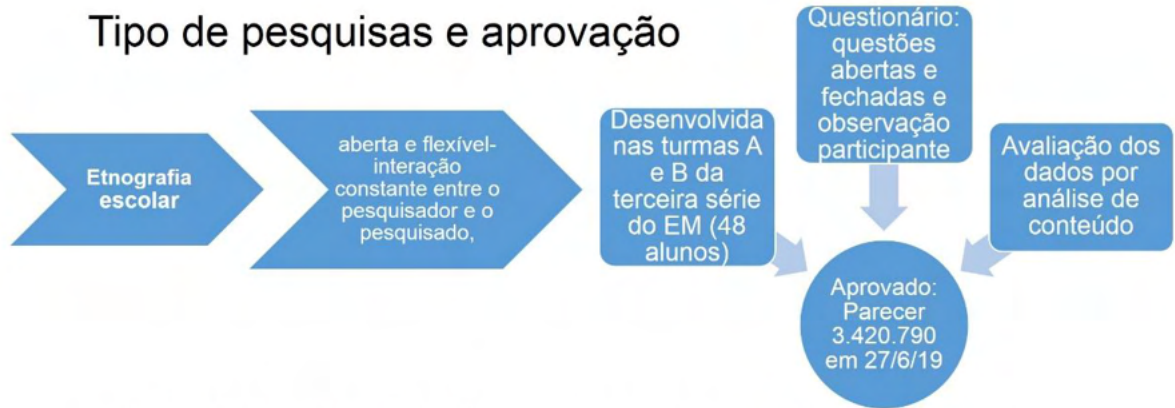 Tipo de pesquisas e aprovação
Etnografia
escolar
aberta e flexível-
interação
constante entre o
pesquisador e o
pesquisado,
Desenvolvida
nas turmas A
e B da
terceira série
do EM (48
alunos)
Questionário:
questões
abertas e
fechadas e
observação
participante
Avaliação dos
dados por
análise de
conteúdo
Aprovado:
Parecer
3.420.790
em 27/6/19